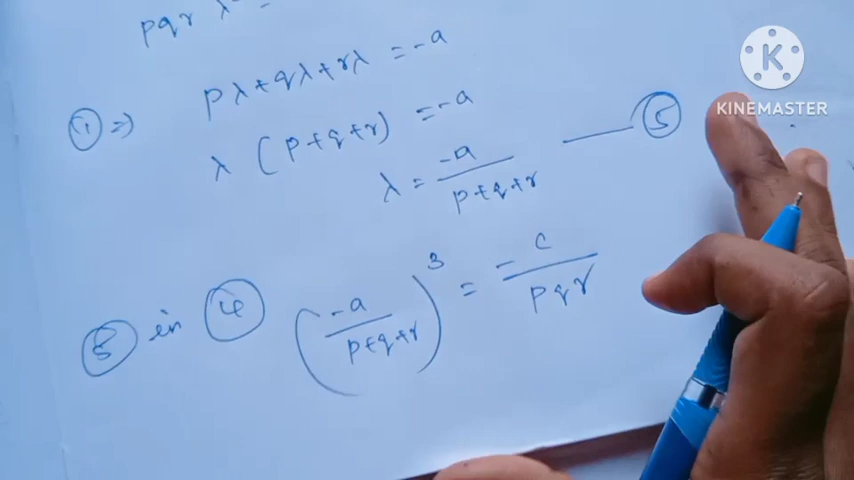 pqr λ
① ⇒ pλ + qλ + rλ = -a
λ (p+q+r) = -a
λ = -a/(p+q+r) —— ⑤
⑤ in ④ (-a/(p+q+r))³ = -c/pqr
KINEMASTER